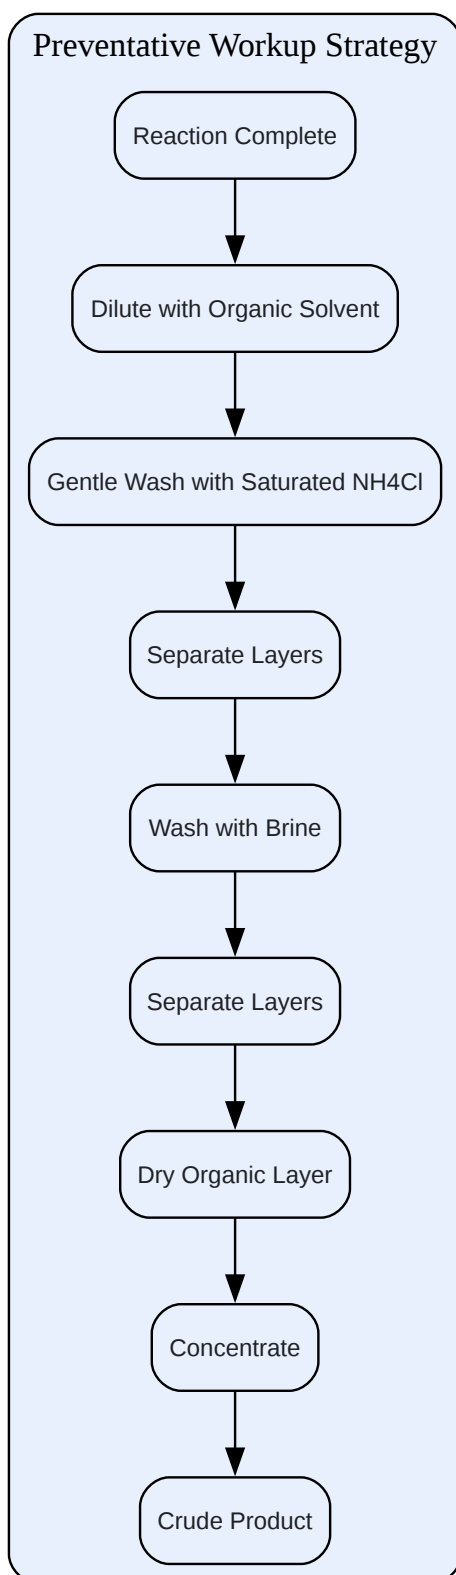 Preventative Workup Strategy
Reaction Complete
Dilute with Organic Solvent
Gentle Wash with Saturated NH4Cl
Separate Layers
Wash with Brine
Separate Layers
Dry Organic Layer
Concentrate
Crude Product